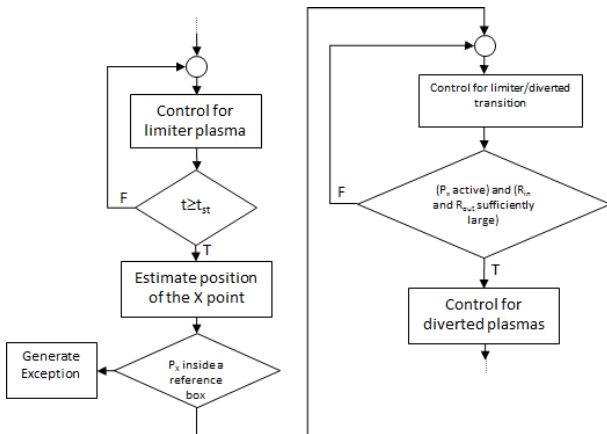 Control for
limiter plasma
F
t≥t_st
T
Estimate position
of the X point
Generate
Exception
P_x inside a
reference
box
Control for limiter/diverted
transition
F
(P_x active) and (R_in
and R_out sufficiently
large)
T
Control for
diverted plasmas